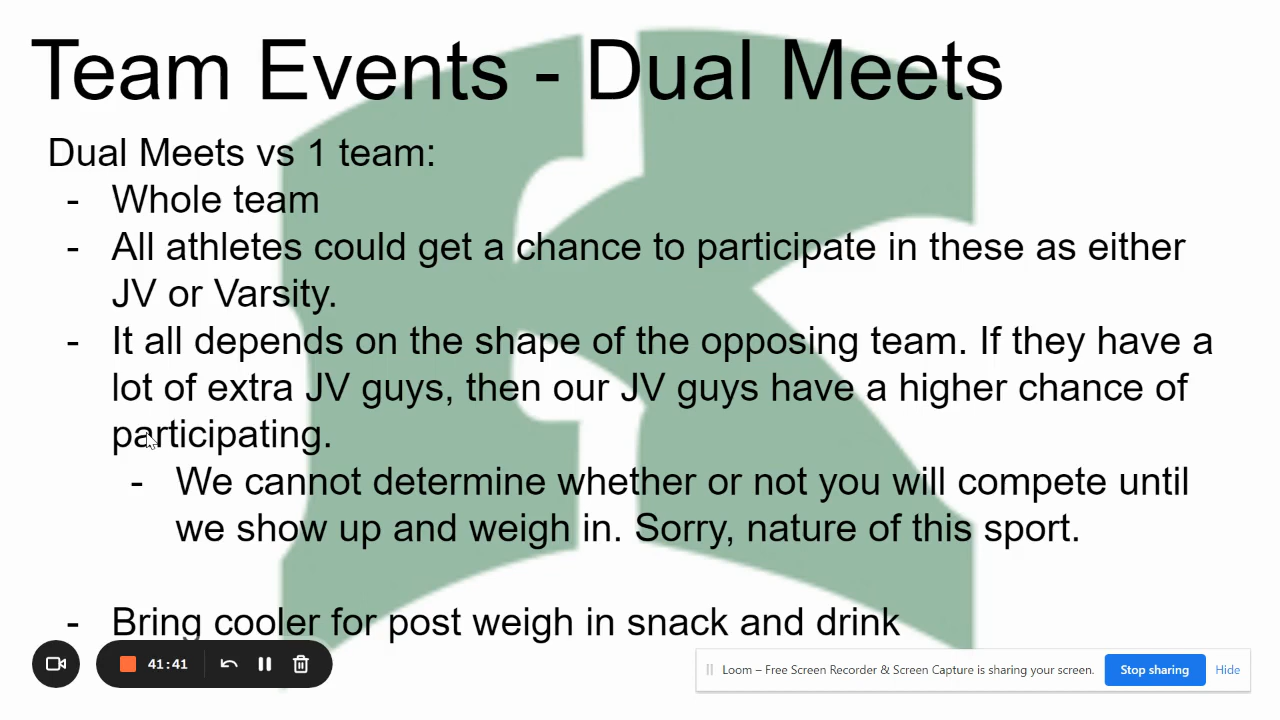 Team Events - Dual Meets
Dual Meets vs 1 team:
- Whole team
- All athletes could get a chance to participate in these as either
JV or Varsity.
- It all depends on the shape of the opposing team. If they have a
lot of extra JV guys, then our JV guys have a higher chance of
participating.
- We cannot determine whether or not you will compete until
we show up and weigh in. Sorry, nature of this sport.
- Bring cooler for post weigh in snack and drink
41:41
Loom – Free Screen Recorder & Screen Capture is sharing your screen.
Stop sharing
Hide